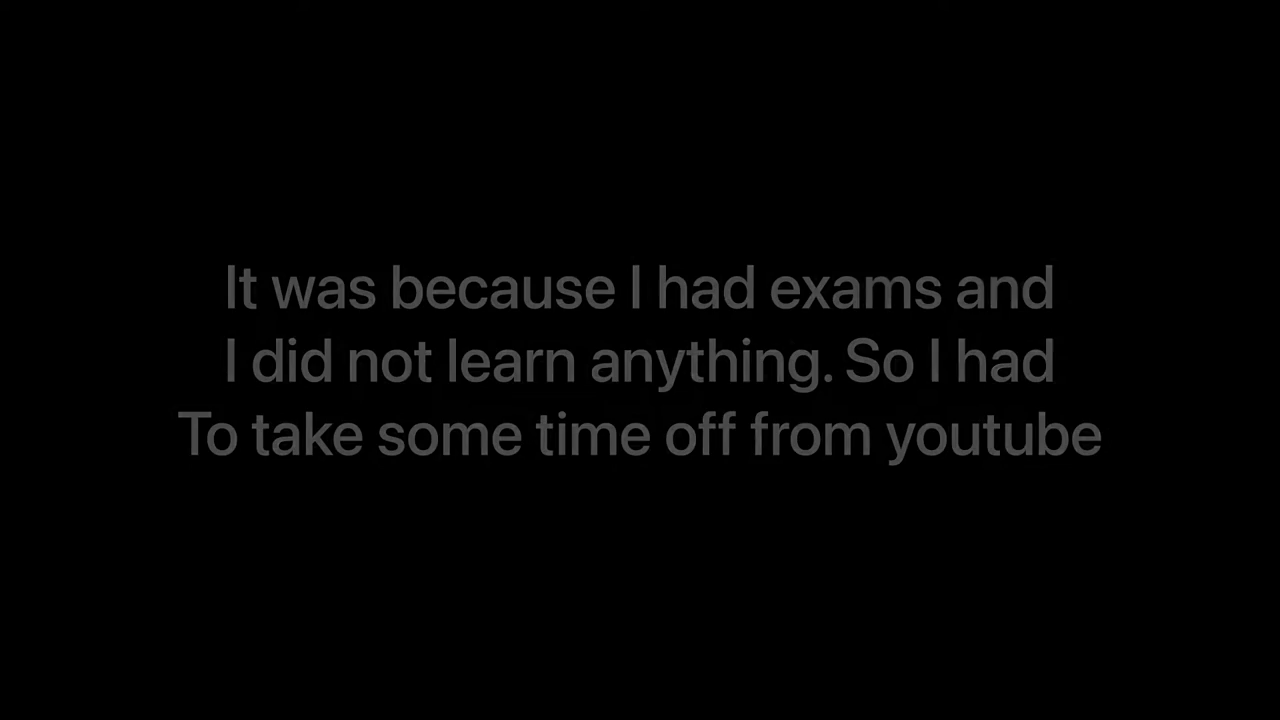 It was because I had exams and
I did not learn anything. So I had
To take some time off from youtube